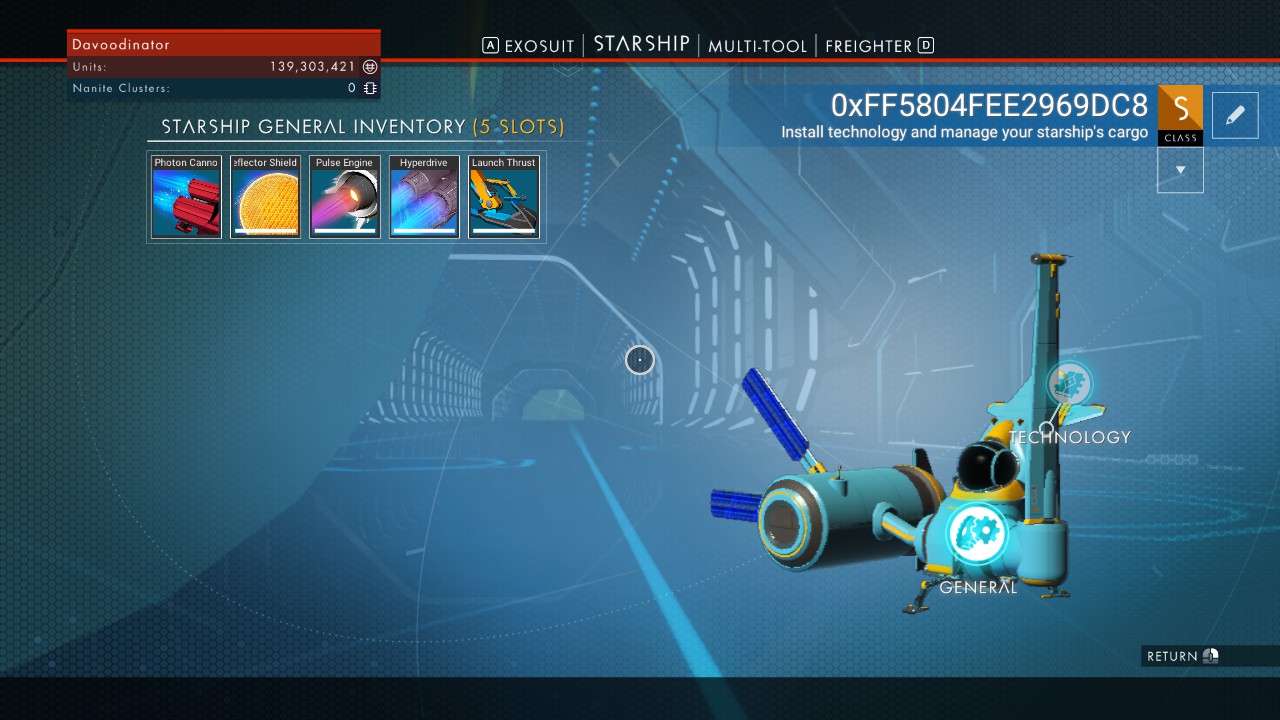 Davoodinator
Units: 139,303,421
Nanite Clusters: 0
A EXOSUIT STARSHIP MULTI-TOOL FREIGHTER D
STARSHIP GENERAL INVENTORY (5 SLOTS)
0xFF5804FEE2969DC8
Install technology and manage your starship's cargo
S
CLASS
Photon Canno eflector Shield Pulse Engine Hyperdrive Launch Thrust
TECHNOLOGY
GENERAL
RETURN